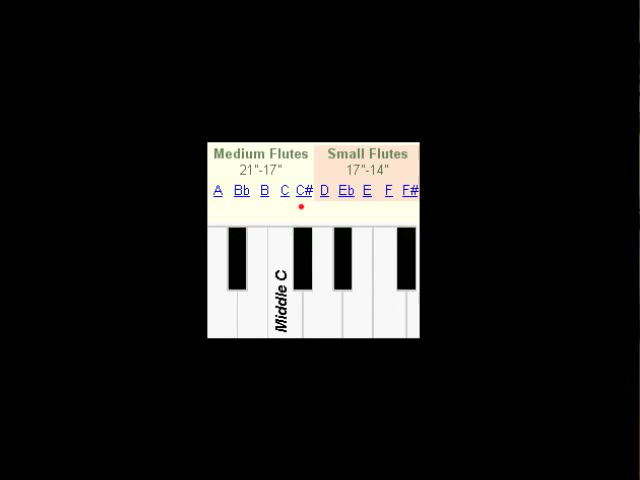 Medium Flutes Small Flutes
21"-17" 17"-14"
A Bb B C C# D Eb E F F#
Middle C